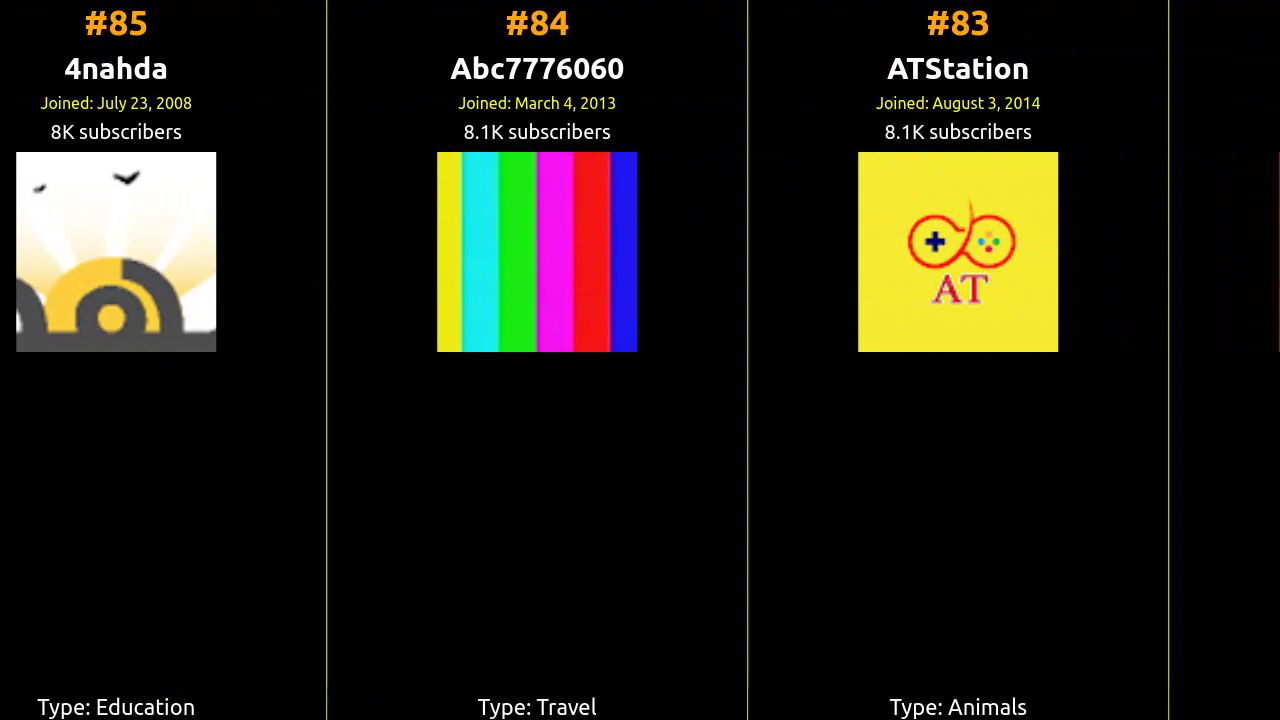 #85
4nahda
Joined: July 23, 2008
8K subscribers
Type: Education
#84
Abc7776060
Joined: March 4, 2013
8.1K subscribers
Type: Travel
#83
ATStation
Joined: August 3, 2014
8.1K subscribers
AT
Type: Animals